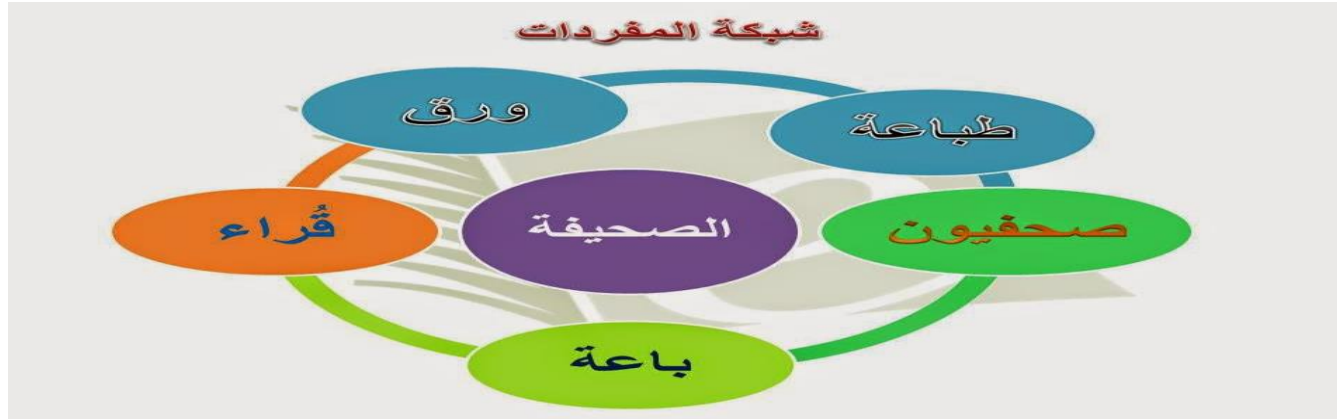 شبكة المفردات
طباعة
ورق
صحفيون
الصحيفة
قُراء
باعة